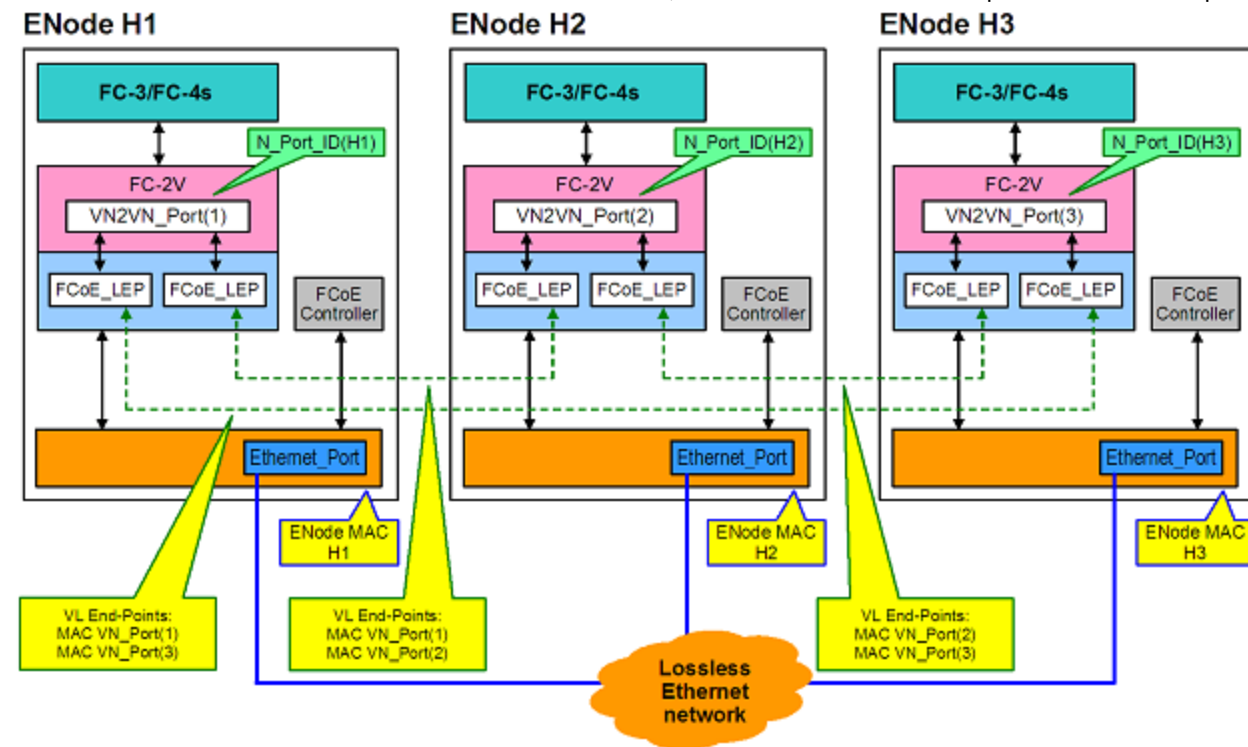 ENode H1
ENode H2
ENode H3
FC-3/FC-4s
FC-3/FC-4s
FC-3/FC-4s
N_Port_ID(H1)
N_Port_ID(H2)
N_Port_ID(H3)
FC-2V
FC-2V
FC-2V
VN2VN_Port(1)
VN2VN_Port(2)
VN2VN_Port(3)
FCoE_LEP
FCoE_LEP
FCoE
Controller
FCoE_LEP
FCoE_LEP
FCoE
Controller
FCoE_LEP
FCoE_LEP
FCoE
Controller
Ethernet_Port
Ethernet_Port
Ethernet_Port
ENode MAC
H1
ENode MAC
H2
ENode MAC
H3
VL End-Points:
MAC VN_Port(1)
MAC VN_Port(3)
VL End-Points:
MAC VN_Port(1)
MAC VN_Port(2)
VL End-Points:
MAC VN_Port(2)
MAC VN_Port(3)
Lossless
Ethernet
network